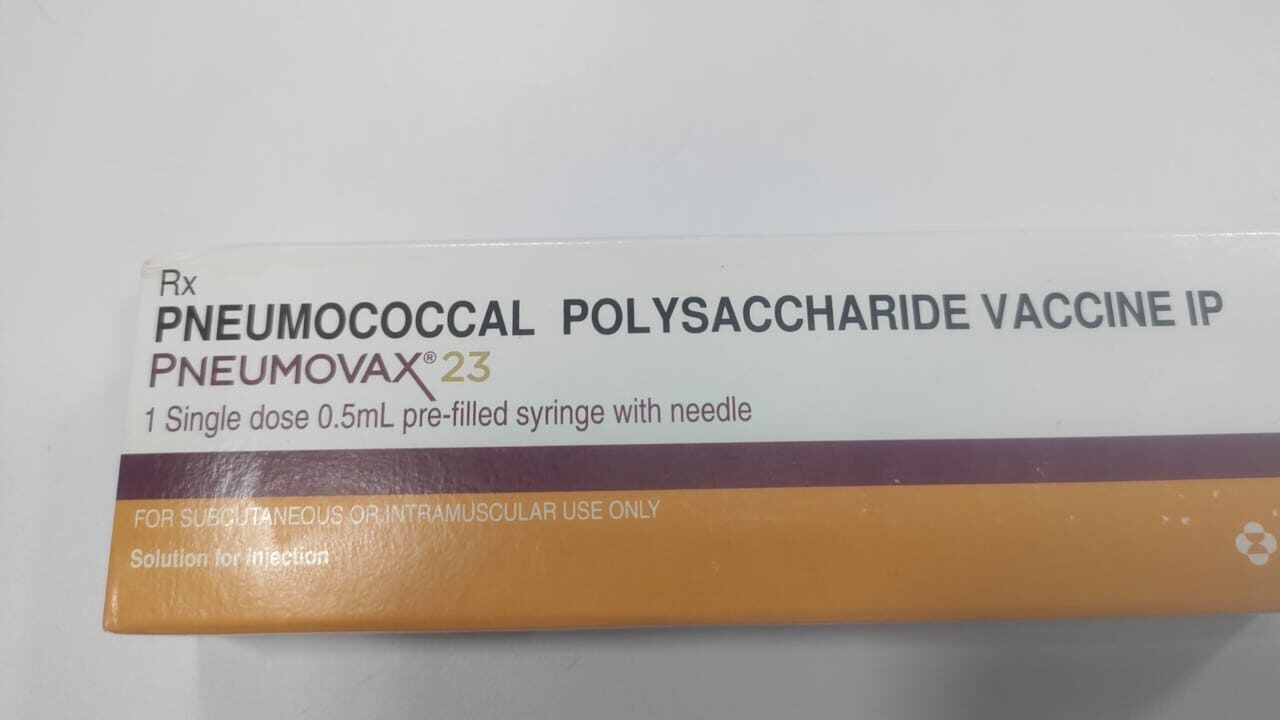 Rx
PNEUMOCOCCAL POLYSACCHARIDE VACCINE IP
PNEUMOVAX® 23
1 Single dose 0.5mL pre-filled syringe with needle
FOR SUBCUTANEOUS OR INTRAMUSCULAR USE ONLY
Solution for injection